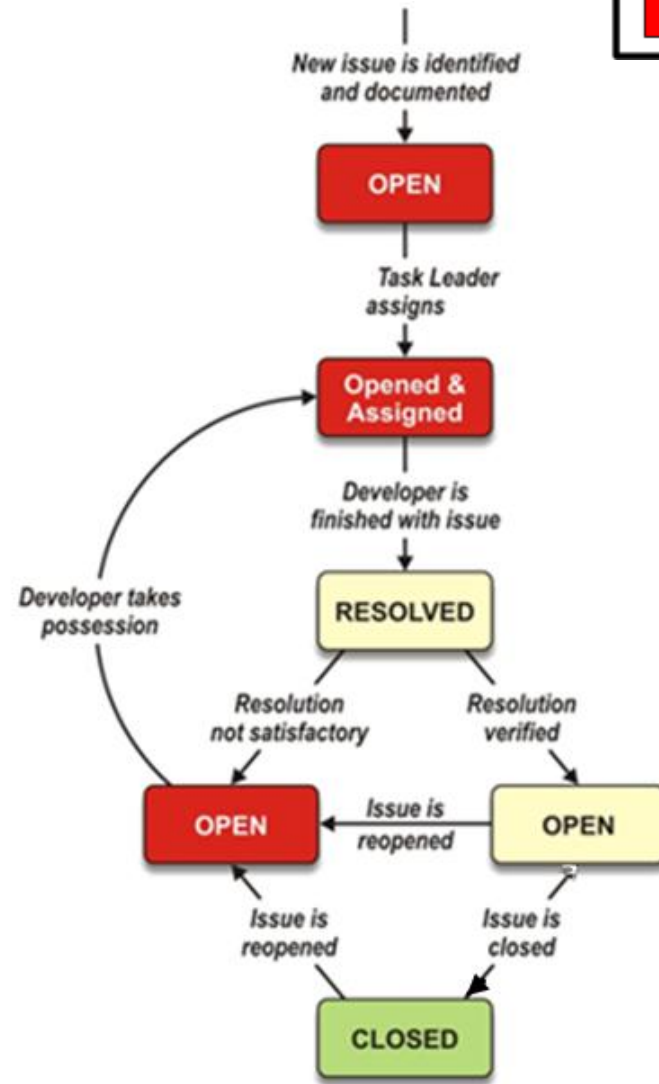 New issue is identified
and documented
OPEN
Task Leader
assigns
Opened &
Assigned
Developer is
finished with issue
RESOLVED
Developer takes
possession
Resolution
not satisfactory
Resolution
verified
OPEN
Issue is
reopened
OPEN
Issue is
reopened
Issue is
closed
CLOSED